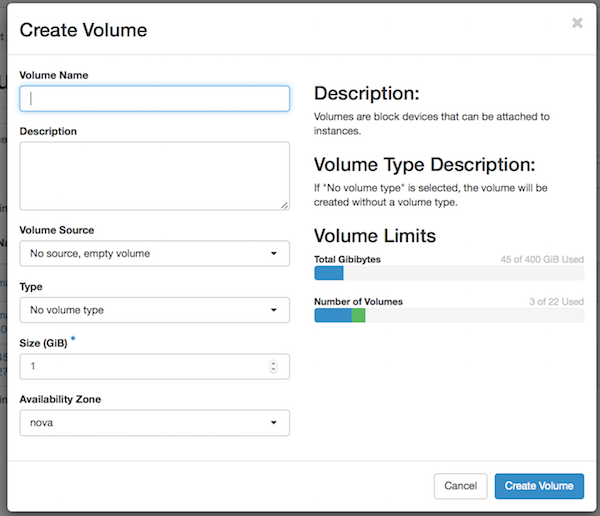 Create Volume
×
Volume Name
Description
Volume Source
No source, empty volume
Type
No volume type
Size (GiB) *
1
Availability Zone
nova
Description:
Volumes are block devices that can be attached to
instances.
Volume Type Description:
If "No volume type" is selected, the volume will be
created without a volume type.
Volume Limits
Total Gibibytes 45 of 400 GiB Used
Number of Volumes 3 of 22 Used
Cancel Create Volume